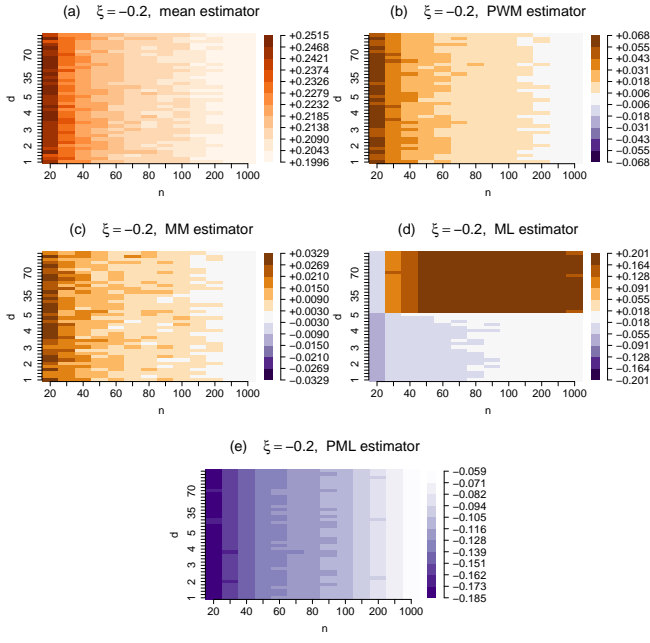 (a) ξ = −0.2, mean estimator
d
1 2 3 4 5 35 70
20 40 60 80 100 1000
n
+0.2515
+0.2468
+0.2421
+0.2374
+0.2326
+0.2279
+0.2232
+0.2185
+0.2138
+0.2090
+0.2043
+0.1996
(b) ξ = −0.2, PWM estimator
d
1 2 3 4 5 35 70
20 40 60 80 200 1000
n
+0.068
+0.055
+0.043
+0.031
+0.018
+0.006
−0.006
−0.018
−0.031
−0.043
−0.055
−0.068
(c) ξ = −0.2, MM estimator
d
1 2 3 4 5 35 70
20 40 60 80 100 1000
n
+0.0329
+0.0269
+0.0210
+0.0150
+0.0090
+0.0030
−0.0030
−0.0090
−0.0150
−0.0210
−0.0269
−0.0329
(d) ξ = −0.2, ML estimator
d
1 2 3 4 5 35 70
20 40 60 80 200 1000
n
+0.201
+0.164
+0.128
+0.091
+0.055
+0.018
−0.018
−0.055
−0.091
−0.128
−0.164
−0.201
(e) ξ = −0.2, PML estimator
d
1 2 3 4 5 35 70
20 40 60 80 100 1000
n
−0.059
−0.071
−0.082
−0.094
−0.105
−0.116
−0.128
−0.139
−0.151
−0.162
−0.173
−0.185